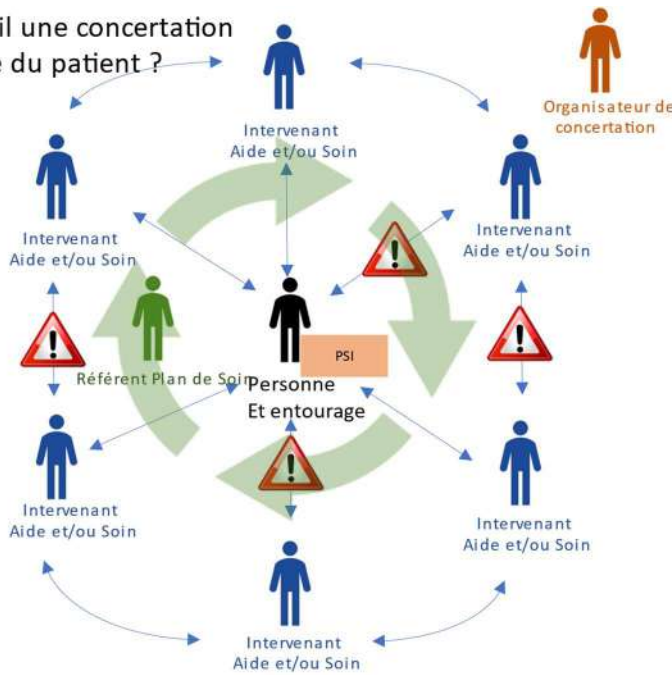 il une concertation
du patient ?
Organisateur de
concertation
Intervenant
Aide et/ou Soin
Intervenant
Aide et/ou Soin
Intervenant
Aide et/ou Soin
PSI
Référent Plan de Soin
Personne
Et entourage
Intervenant
Aide et/ou Soin
Intervenant
Aide et/ou Soin
Intervenant
Aide et/ou Soin